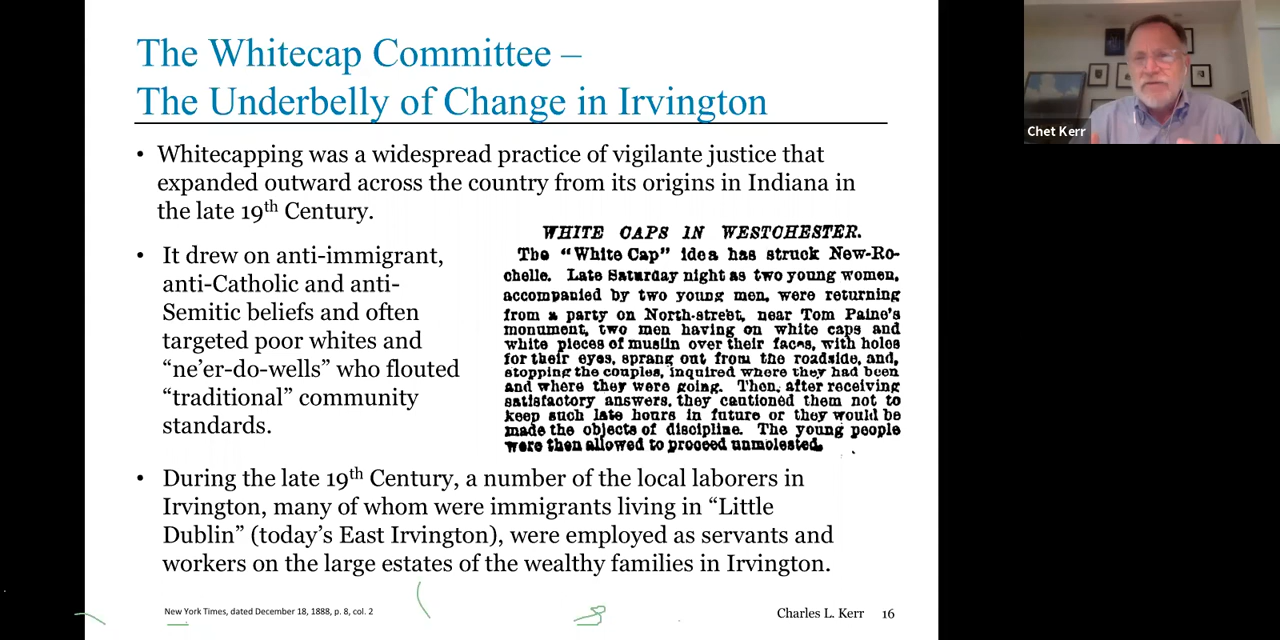 The Whitecap Committee –
The Underbelly of Change in Irvington
• Whitecapping was a widespread practice of vigilante justice that
expanded outward across the country from its origins in Indiana in
the late 19th Century.
• It drew on anti-immigrant,
anti-Catholic and anti-
Semitic beliefs and often
targeted poor whites and
“ne’er-do-wells” who flouted
“traditional” community
standards.
WHITE CAPS IN WESTCHESTER.
The “White Cap” idea has struck New-Ro-
chelle. Late Saturday night as two young women,
accompanied by two young men, were returning
from a party on North-street, near Tom Paine’s
monument, two men having on white caps and
white pieces of muslin over their faces, with holes
for their eyes, sprang out from the roadside, and,
stopping the couples, inquired where they had been
and where they were going. Then, after receiving
satisfactory answers, they cautioned them not to
keep such late hours in future or they would be
made the objects of discipline. The young people
were then allowed to proceed unmolested.
• During the late 19th Century, a number of the local laborers in
Irvington, many of whom were immigrants living in “Little
Dublin” (today’s East Irvington), were employed as servants and
workers on the large estates of the wealthy families in Irvington.
New York Times, dated December 18, 1888, p. 8, col. 2
Charles L. Kerr 16
Chet Kerr